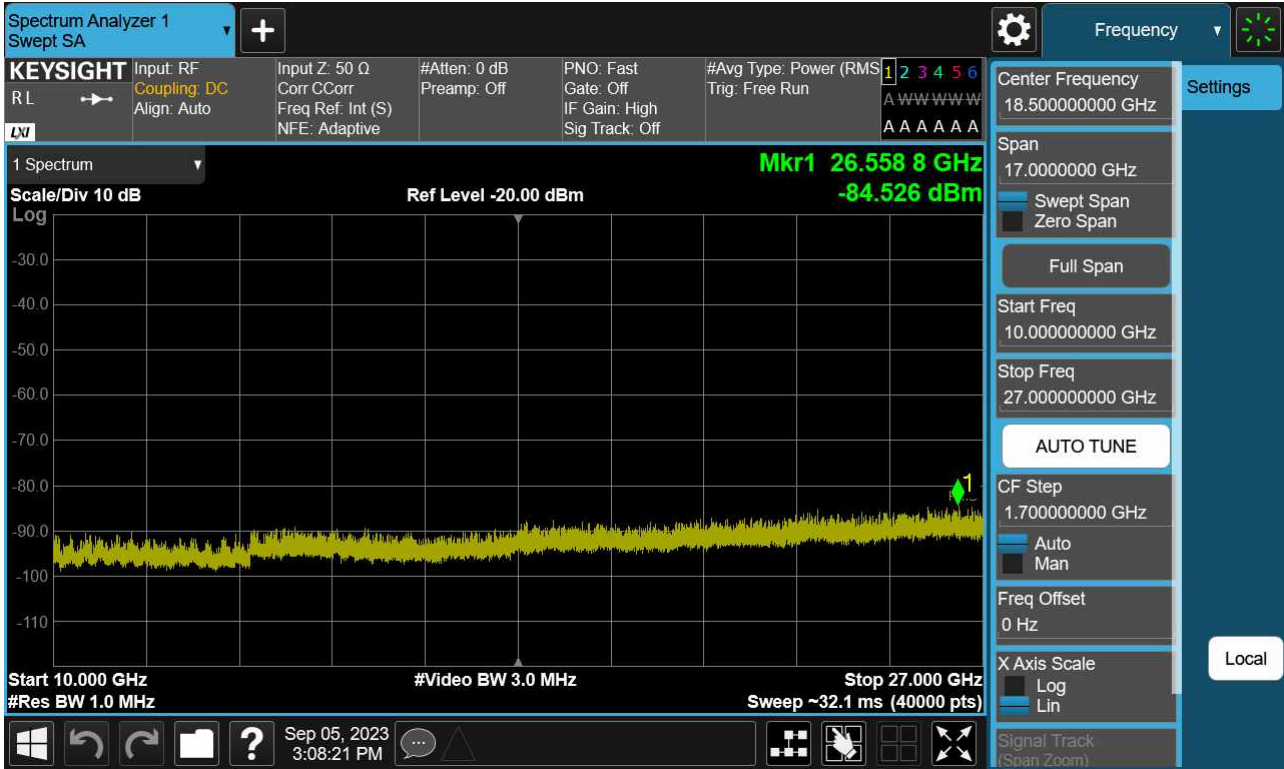 Spectrum Analyzer 1
Swept SA
+
Frequency
KEYSIGHT
R L
LXI
Input: RF
Coupling: DC
Align: Auto
Input Z: 50 Ω
Corr CCorr
Freq Ref: Int (S)
NFE: Adaptive
#Atten: 0 dB
Preamp: Off
PNO: Fast
Gate: Off
IF Gain: High
Sig Track: Off
#Avg Type: Power (RMS
Trig: Free Run
1 2 3 4 5 6
A W W W W W
A A A A A A
1 Spectrum
Scale/Div 10 dB
Log
Ref Level -20.00 dBm
Mkr1 26.558 8 GHz
-84.526 dBm
-30.0
-40.0
-50.0
-60.0
-70.0
-80.0
-90.0
-100
-110
1
Start 10.000 GHz
#Res BW 1.0 MHz
#Video BW 3.0 MHz
Stop 27.000 GHz
Sweep ~32.1 ms (40000 pts)
Center Frequency
18.500000000 GHz
Span
17.0000000 GHz
Swept Span
Zero Span
Full Span
Start Freq
10.000000000 GHz
Stop Freq
27.000000000 GHz
AUTO TUNE
CF Step
1.700000000 GHz
Auto
Man
Freq Offset
0 Hz
X Axis Scale
Log
Lin
Signal Track
(Span Zoom)
Settings
Local
?
Sep 05, 2023
3:08:21 PM